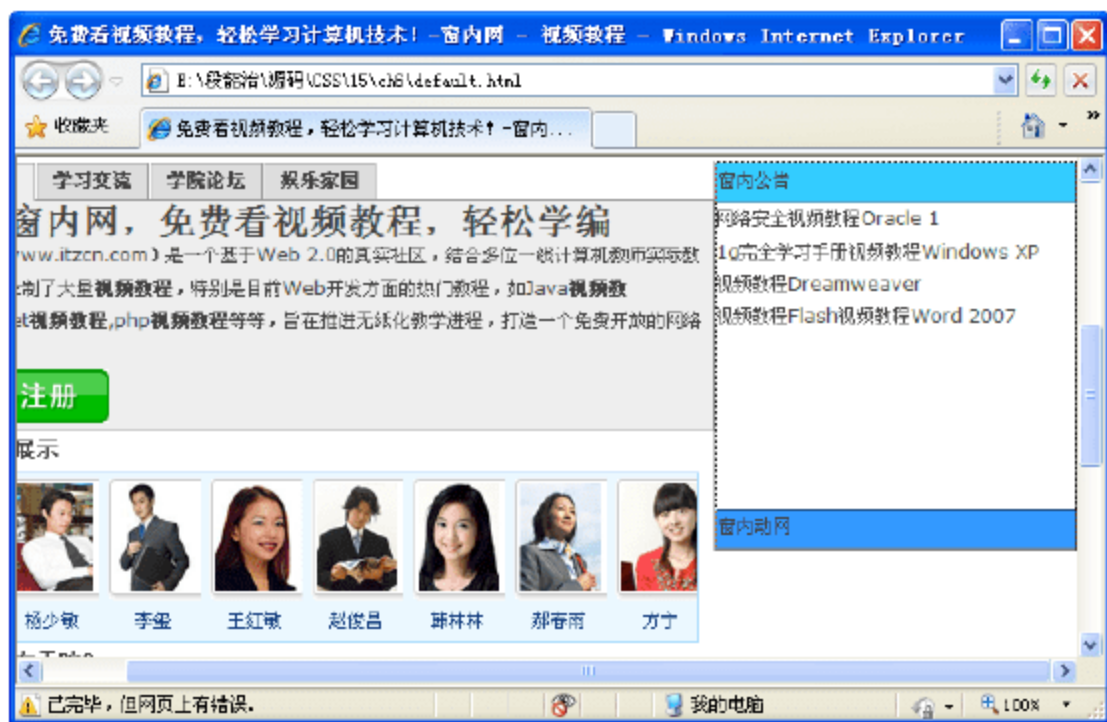 免费看视频教程，轻松学习计算机技术！-窗内网 - 视频教程 - Windows Internet Explorer
E:\段韶治\源码\CSS\15\ch8\default.html
收藏夹
免费看视频教程，轻松学习计算机技术！-窗内...
学习交流 学院论坛 娱乐家园
窗内网，免费看视频教程，轻松学编
www.itzcn.com）是一个基于Web 2.0的真实社区，结合多位一线计算机教师实际教
制了大量视频教程，特别是目前Web开发方面的热门教程，如Java视频教
et视频教程,php视频教程等等，旨在推进无纸化教学进程，打造一个免费开放的网络
注册
展示
杨少敏 李玺 王红敏 赵俊昌 韩林林 郝春雨 方宁
窗内公告
网络安全视频教程Oracle 1
1g完全学习手册视频教程Windows XP
视频教程Dreamweaver
视频教程Flash视频教程Word 2007
窗内动网
已完毕，但网页上有错误。
我的电脑
100%